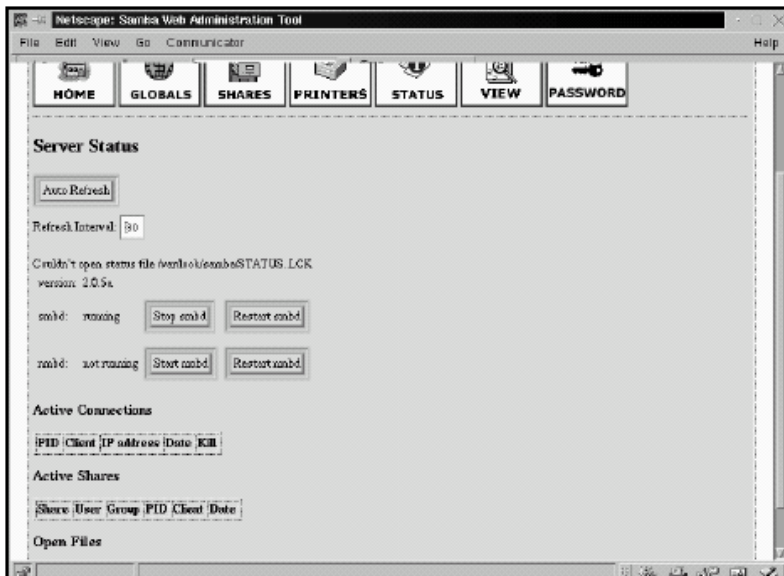 Netscape: Samba Web Administration Tool
File Edit View Go Communicator Help
HOME GLOBALS SHARES PRINTERS STATUS VIEW PASSWORD
Server Status
Auto Refresh
Refresh Interval: 30
Couldn't open status file /var/lock/samba/STATUS..LCK
version: 2.0.5a
smbd: running Stop smbd Restart smbd
nmbd: not running Start nmbd Restart nmbd
Active Connections
PID Client IP address Date Kill
Active Shares
Share User Group PID Client Date
Open Files